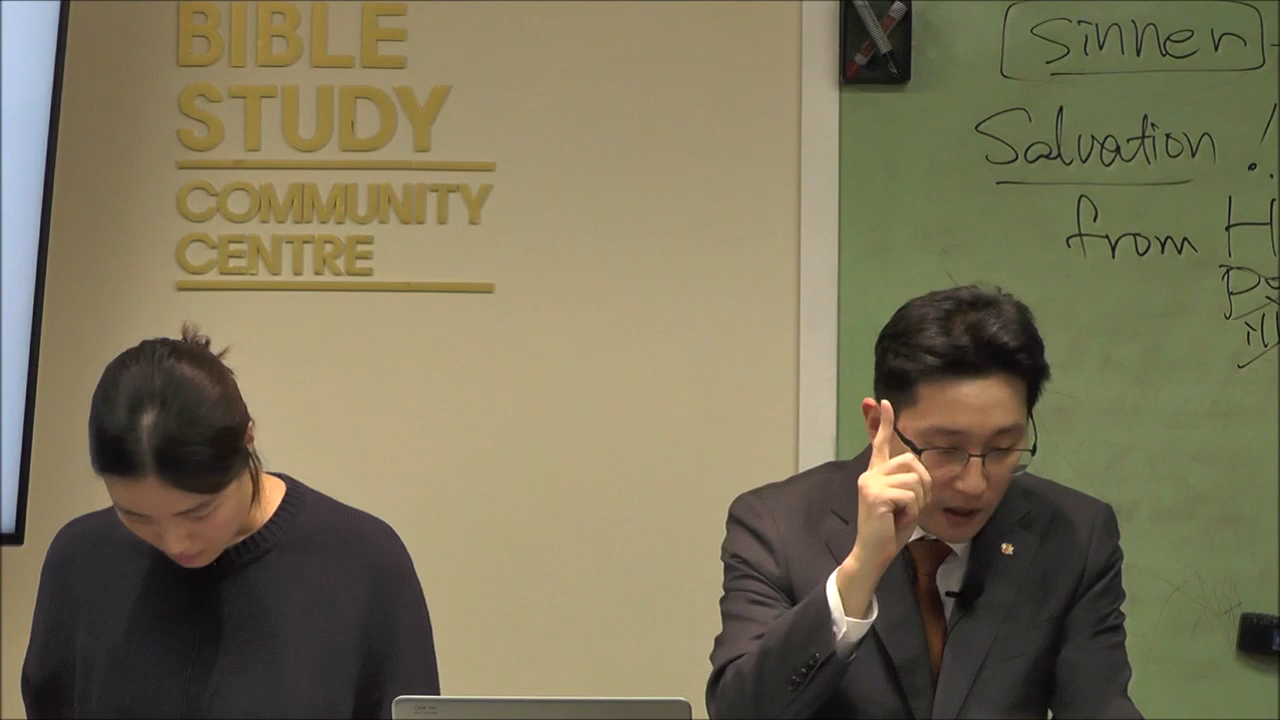 BIBLE
STUDY
COMMUNITY
CENTRE
Sinner
Salvation !
from